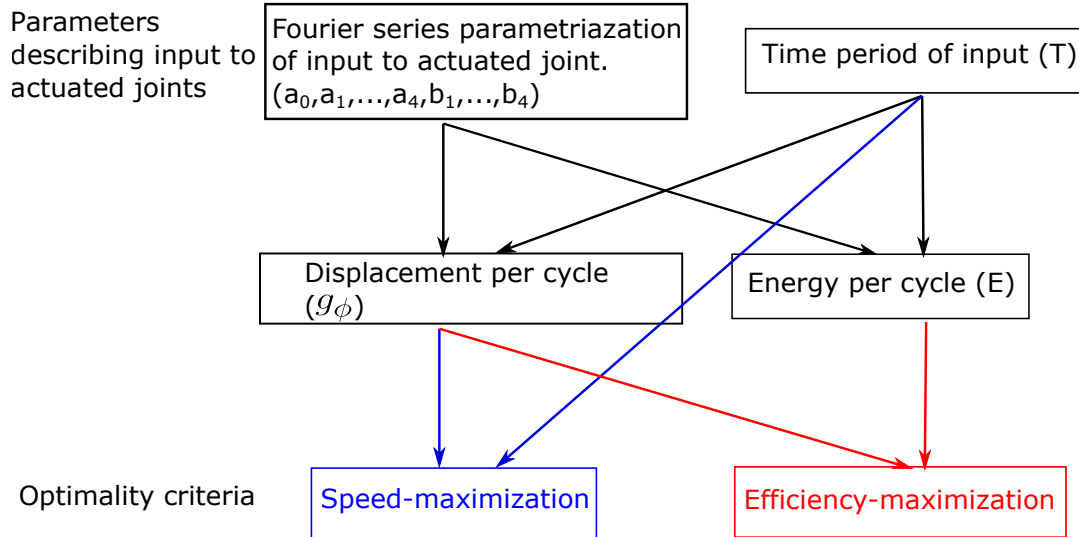 Parameters
describing input to
actuated joints
Fourier series parametriazation
of input to actuated joint.
(a₀,a₁,...,a₄,b₁,...,b₄)
Time period of input (T)
Displacement per cycle
(g_ϕ)
Energy per cycle (E)
Optimality criteria
Speed-maximization
Efficiency-maximization